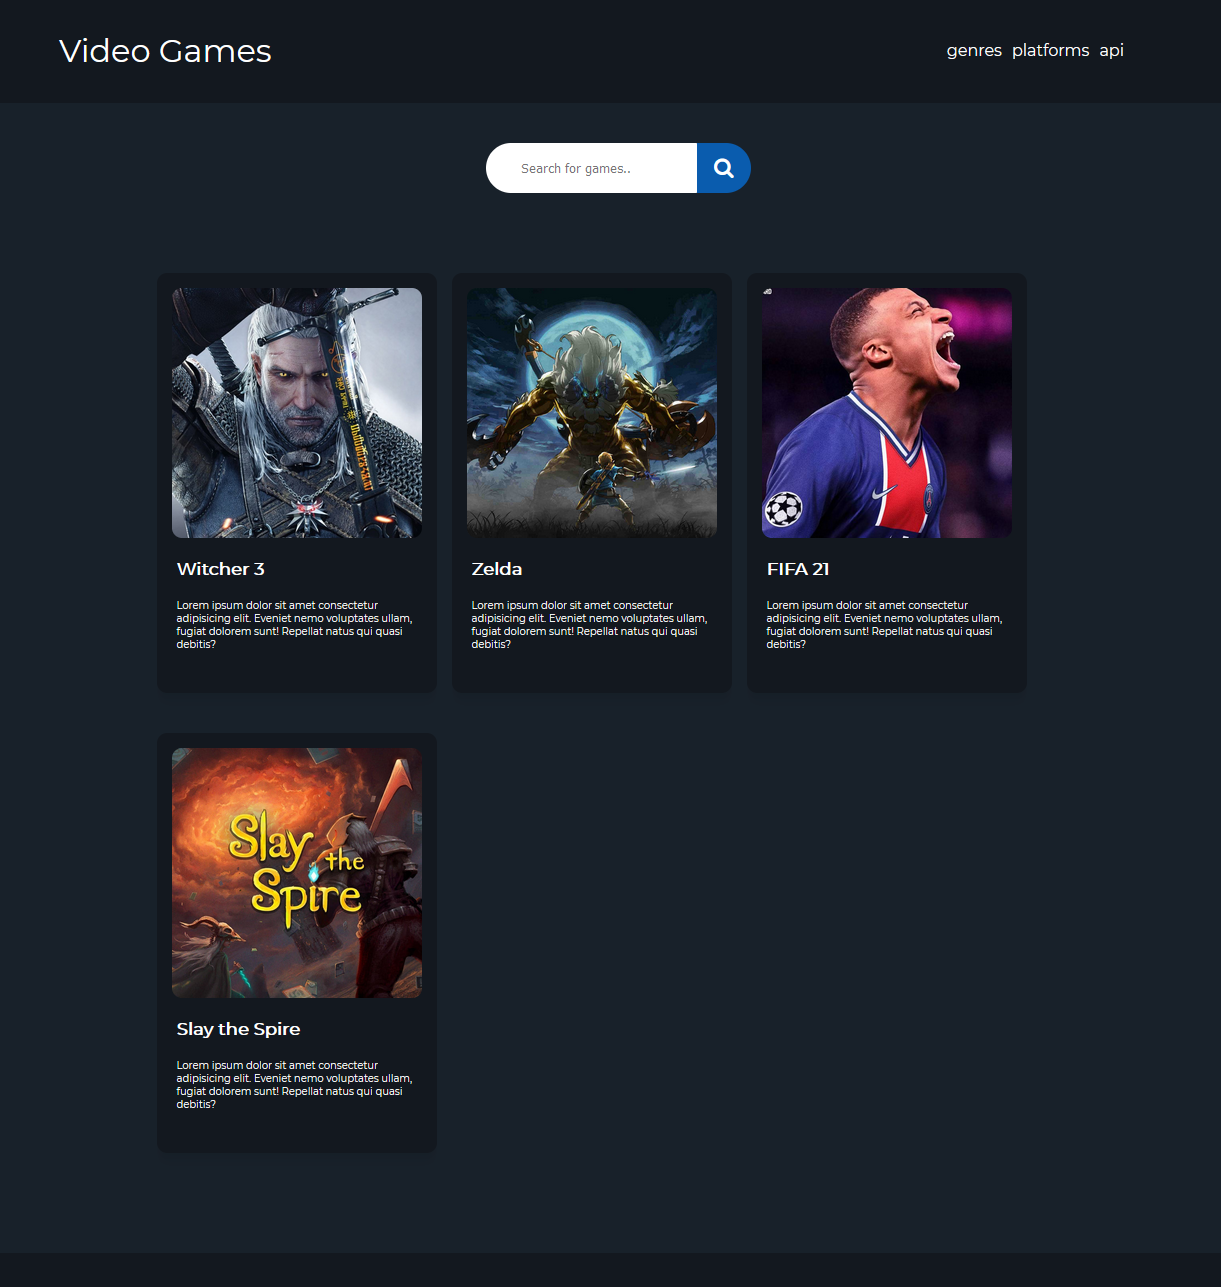 Video Games
genres platforms api
Search for games..
Witcher 3
Lorem ipsum dolor sit amet consectetur
adipisicing elit. Eveniet nemo voluptates ullam,
fugiat dolorem sunt! Repellat natus qui quasi
debitis?
Zelda
Lorem ipsum dolor sit amet consectetur
adipisicing elit. Eveniet nemo voluptates ullam,
fugiat dolorem sunt! Repellat natus qui quasi
debitis?
FIFA 21
Lorem ipsum dolor sit amet consectetur
adipisicing elit. Eveniet nemo voluptates ullam,
fugiat dolorem sunt! Repellat natus qui quasi
debitis?
Slay
the
Spire
Slay the Spire
Lorem ipsum dolor sit amet consectetur
adipisicing elit. Eveniet nemo voluptates ullam,
fugiat dolorem sunt! Repellat natus qui quasi
debitis?